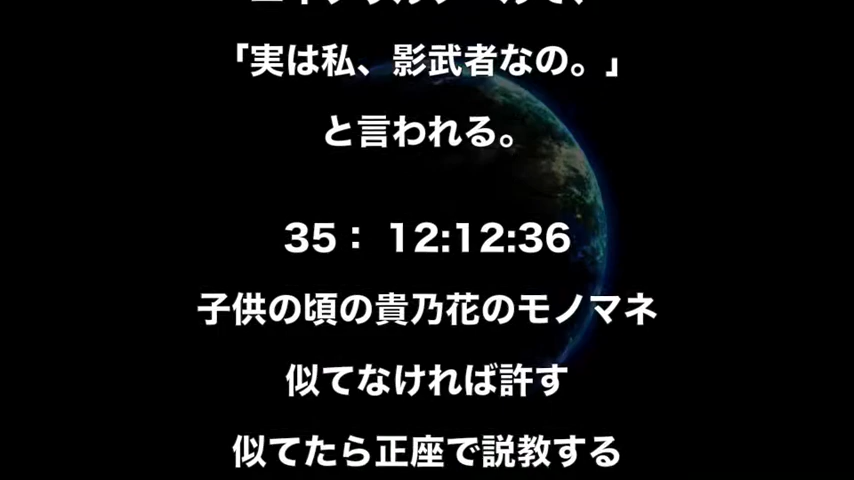 「実は私、影武者なの。」
と言われる。
35： 12:12:36
子供の頃の貴乃花のモノマネ
似てなければ許す
似てたら正座で説教する